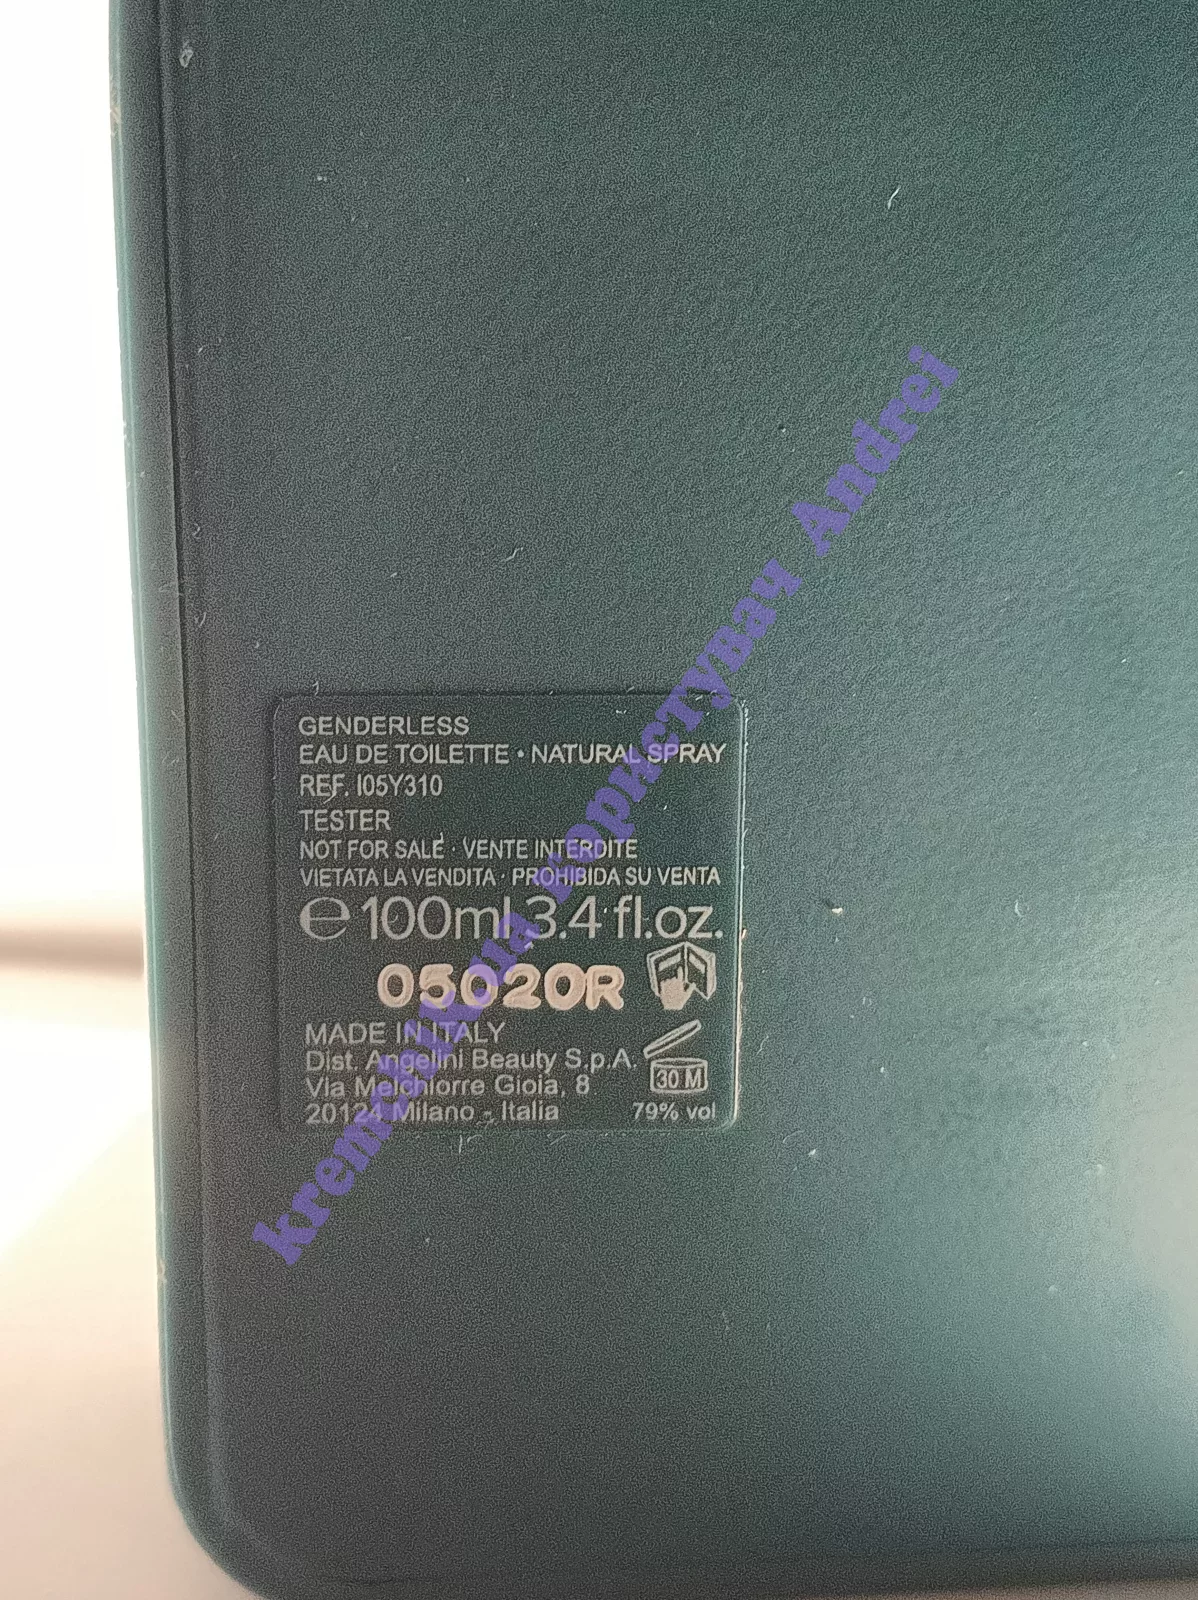 GENDERLESS
EAU DE TOILETTE • NATURAL SPRAY
REF. I05Y310
TESTER
NOT FOR SALE · VENTE INTERDITE
VIETATA LA VENDITA · PROHIBIDA SU VENTA
℮ 100ml 3.4 fl.oz.
05020R
MADE IN ITALY
Dist. Angelini Beauty S.p.A.
Via Melchiorre Gioia, 8
20124 Milano - Italia
30 M
79% vol
користувач Andrei